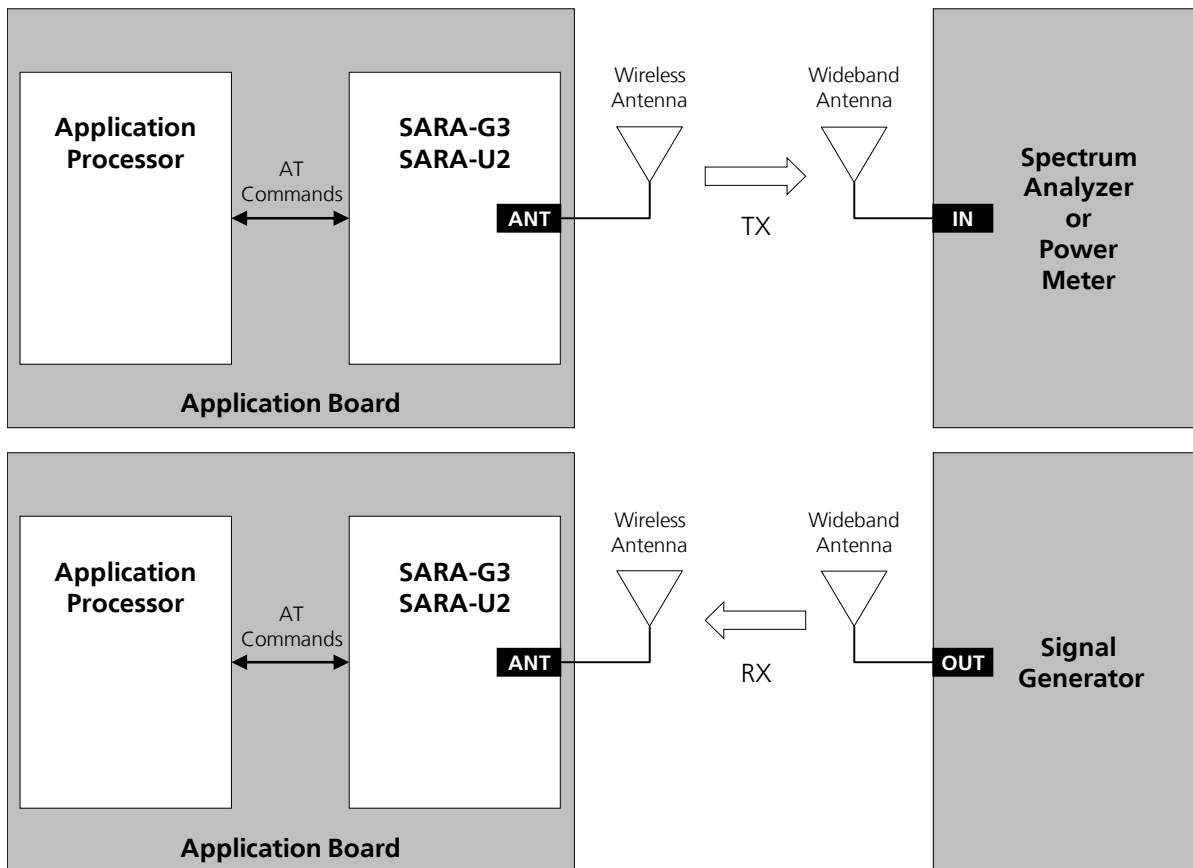 Application
Processor
AT
Commands
SARA-G3
SARA-U2
ANT
Application Board
Wireless
Antenna
TX
Wideband
Antenna
IN
Spectrum
Analyzer
or
Power
Meter
Application
Processor
AT
Commands
SARA-G3
SARA-U2
ANT
Application Board
Wireless
Antenna
RX
Wideband
Antenna
OUT
Signal
Generator